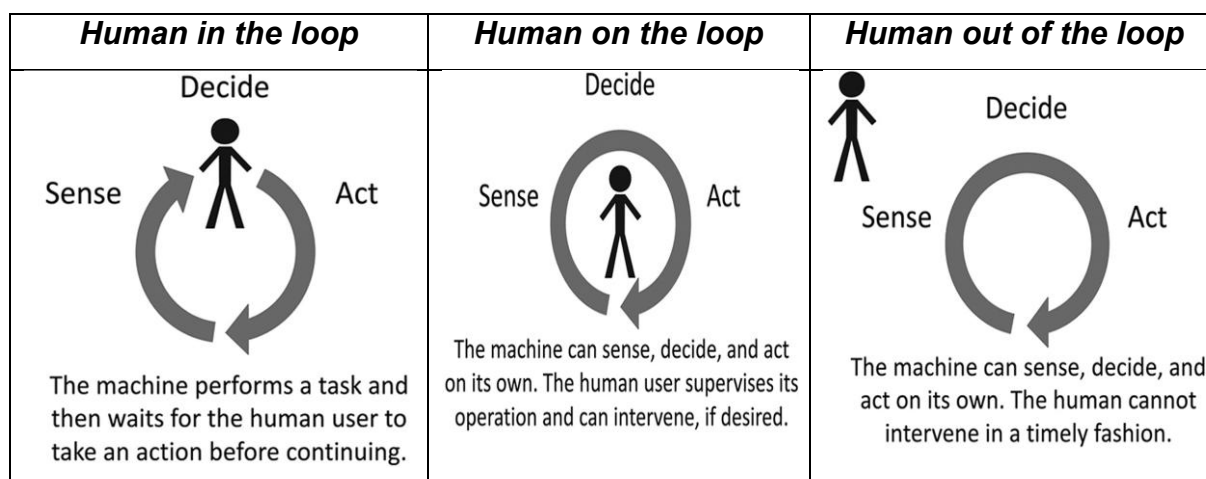 Human in the loop
Decide
Sense
Act
The machine performs a task and
then waits for the human user to
take an action before continuing.
Human on the loop
Decide
Sense
Act
The machine can sense, decide, and act
on its own. The human user supervises its
operation and can intervene, if desired.
Human out of the loop
Decide
Sense
Act
The machine can sense, decide, and
act on its own. The human cannot
intervene in a timely fashion.